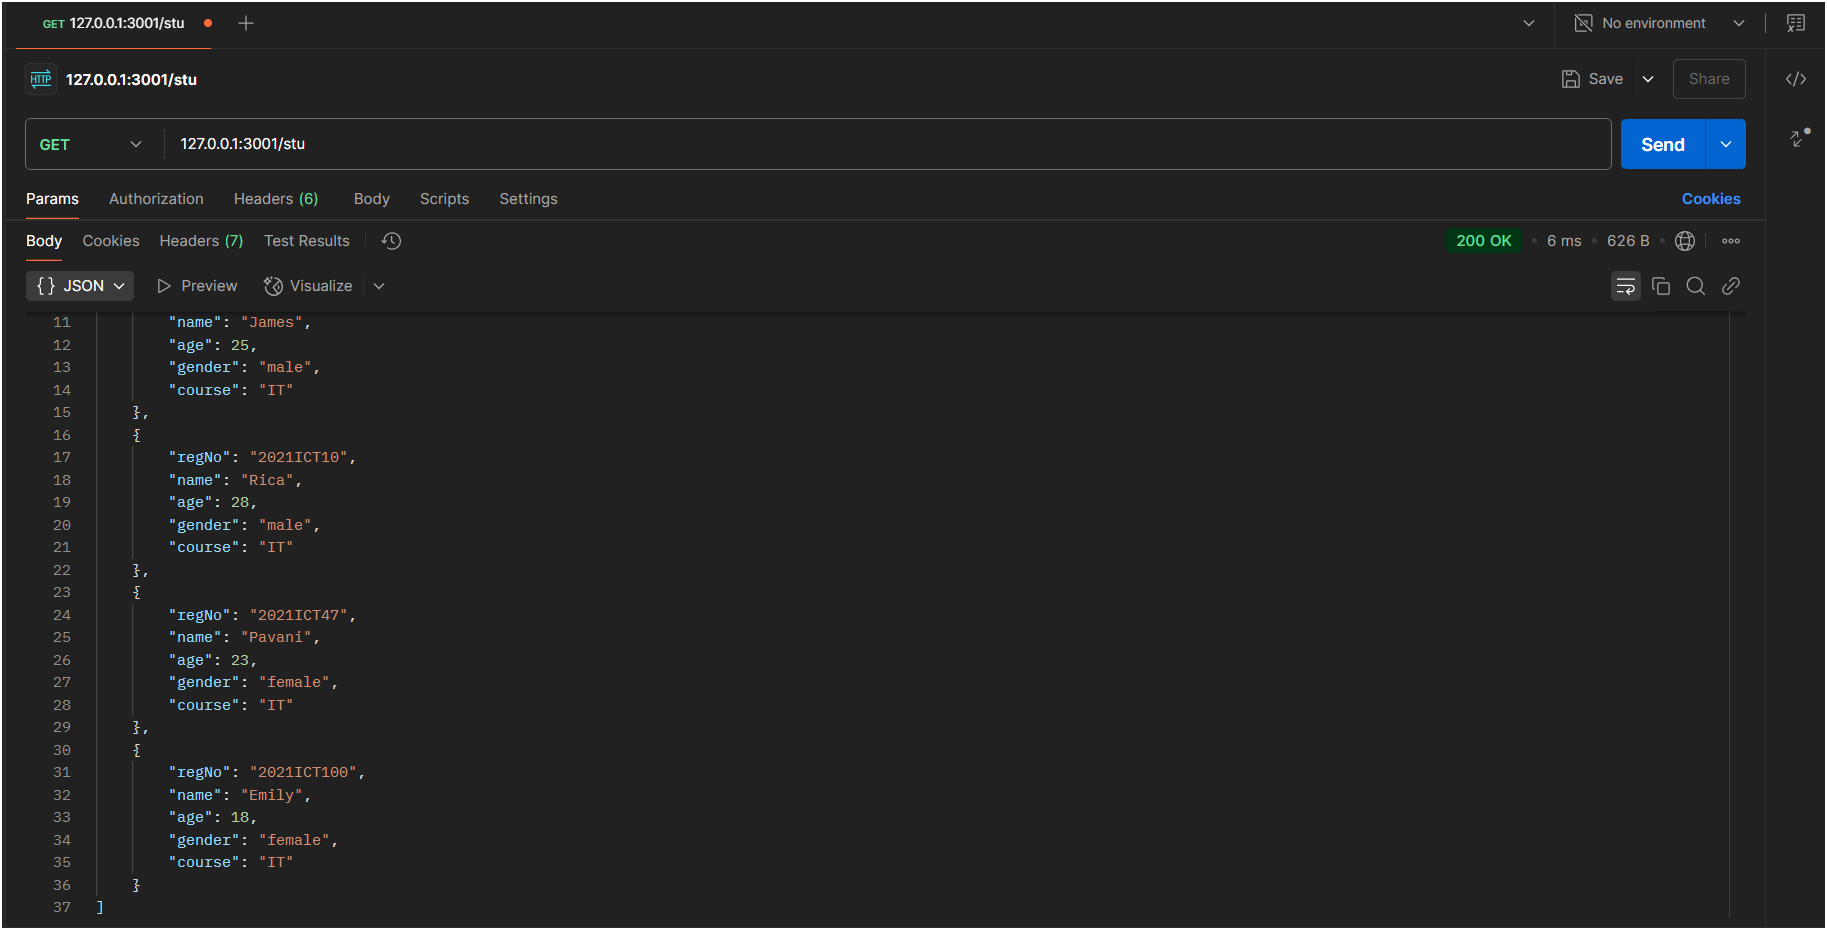 GET 127.0.0.1:3001/stu
No environment
HTTP 127.0.0.1:3001/stu
Save
Share
GET 127.0.0.1:3001/stu
Send
Params Authorization Headers (6) Body Scripts Settings
Cookies
Body Cookies Headers (7) Test Results
200 OK • 6 ms • 626 B •
{} JSON Preview Visualize
11 "name": "James",
12 "age": 25,
13 "gender": "male",
14 "course": "IT"
15 },
16 {
17 "regNo": "2021ICT10",
18 "name": "Rica",
19 "age": 28,
20 "gender": "male",
21 "course": "IT"
22 },
23 {
24 "regNo": "2021ICT47",
25 "name": "Pavani",
26 "age": 23,
27 "gender": "female",
28 "course": "IT"
29 },
30 {
31 "regNo": "2021ICT100",
32 "name": "Emily",
33 "age": 18,
34 "gender": "female",
35 "course": "IT"
36 }
37 ]